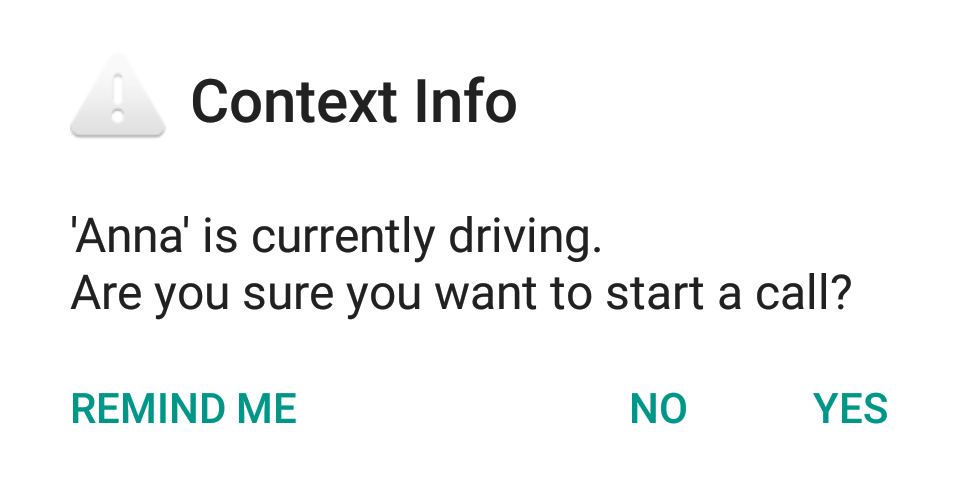 Context Info
'Anna' is currently driving.
Are you sure you want to start a call?
REMIND ME NO YES